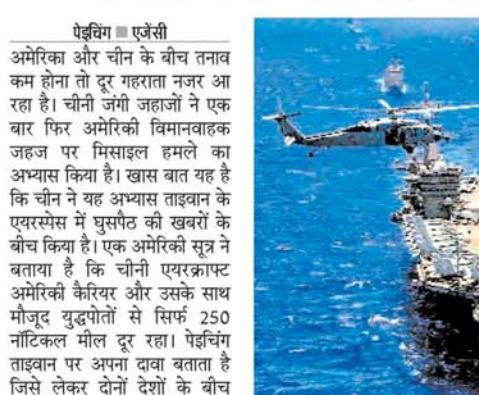 पेइचिंग ■ एजेंसी
अमेरिका और चीन के बीच तनाव
कम होना तो दूर गहराता नजर आ
रहा है। चीनी जंगी जहाजों ने एक
बार फिर अमेरिकी विमानवाहक
जहज पर मिसाइल हमले का
अभ्यास किया है। खास बात यह है
कि चीन ने यह अभ्यास ताइवान के
एयरस्पेस में घुसपैठ की खबरों के
बीच किया है। एक अमेरिकी सूत्र ने
बताया है कि चीनी एयरक्राफ्ट
अमेरिकी कैरियर और उसके साथ
मौजूद युद्धपोतों से सिर्फ 250
नॉटिकल मील दूर रहा। पेइचिंग
ताइवान पर अपना दावा बताता है
जिसे लेकर दोनों देशों के बीच